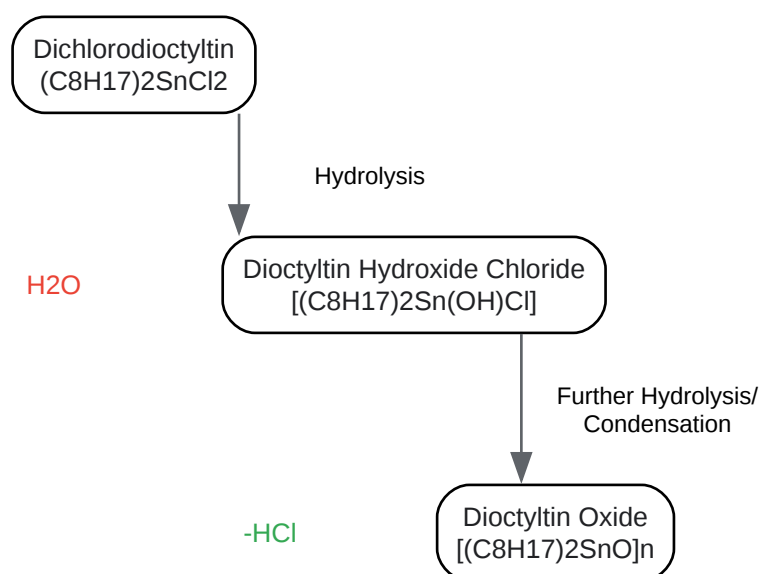 Dichlorodioctyltin
(C8H17)2SnCl2
Hydrolysis
H2O
Dioctyltin Hydroxide Chloride
[(C8H17)2Sn(OH)Cl]
Further Hydrolysis/
Condensation
-HCl
Dioctyltin Oxide
[(C8H17)2SnO]n